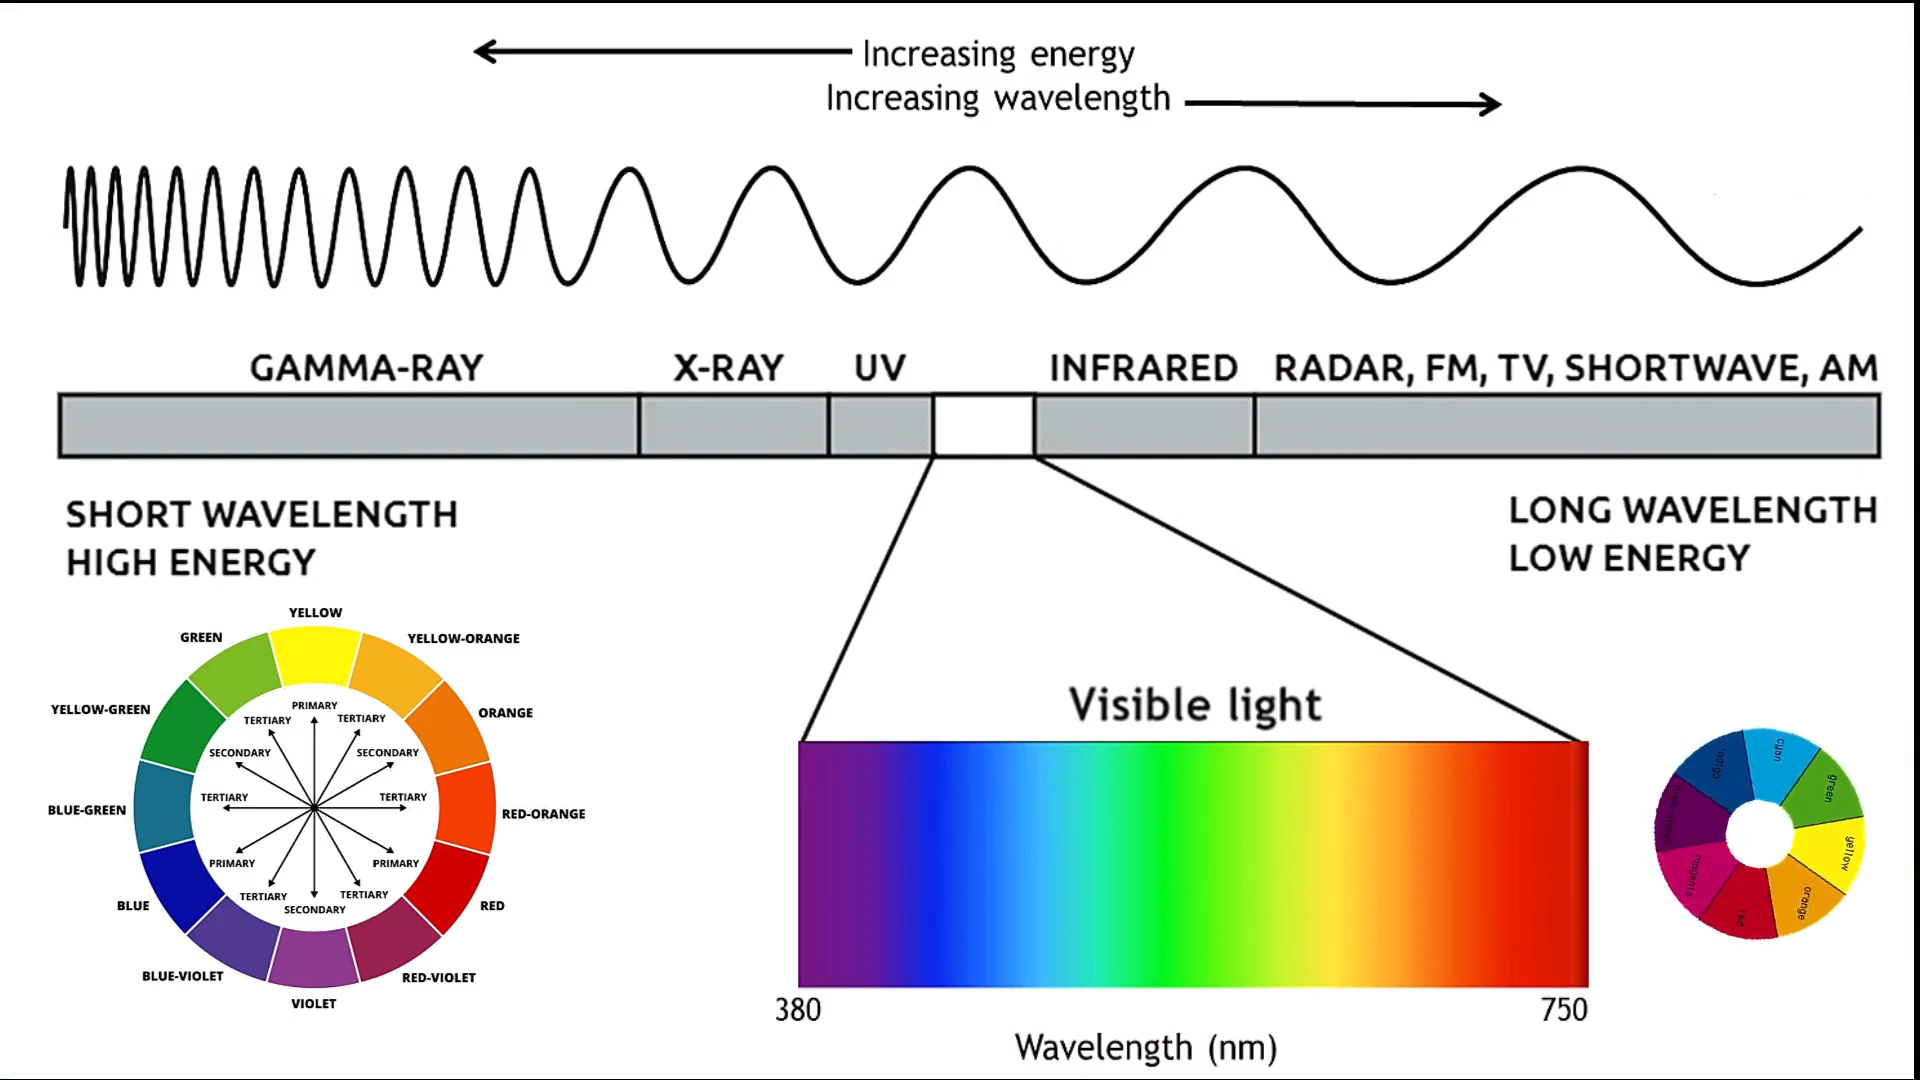 Increasing energy
Increasing wavelength
GAMMA-RAY X-RAY UV INFRARED RADAR, FM, TV, SHORTWAVE, AM
SHORT WAVELENGTH
HIGH ENERGY
LONG WAVELENGTH
LOW ENERGY
YELLOW
GREEN
YELLOW-ORANGE
YELLOW-GREEN
ORANGE
BLUE-GREEN
RED-ORANGE
BLUE
RED
BLUE-VIOLET
RED-VIOLET
VIOLET
PRIMARY
TERTIARY
TERTIARY
SECONDARY
SECONDARY
TERTIARY
TERTIARY
PRIMARY
PRIMARY
TERTIARY
TERTIARY
SECONDARY
Visible light
380
750
Wavelength (nm)
indigo
cyan
green
yellow
orange
red
magenta